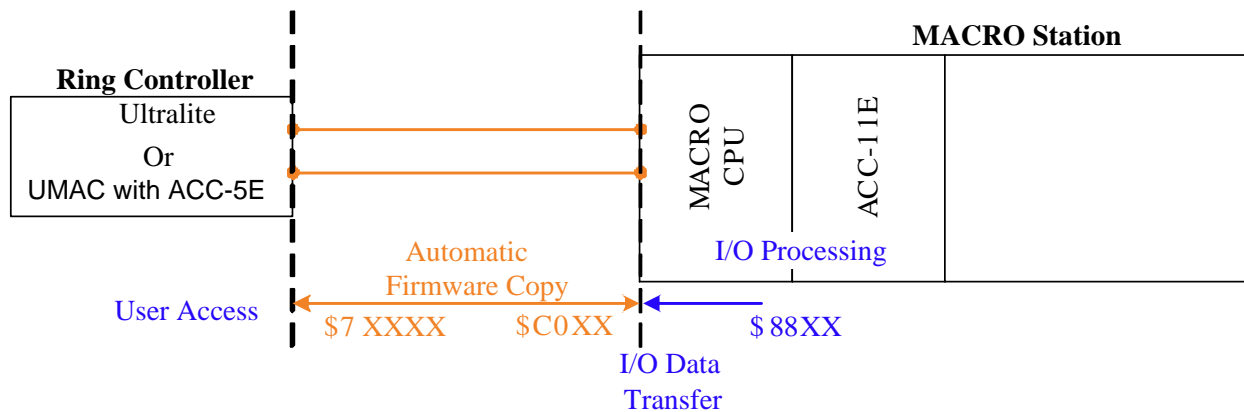 MACRO Station
Ring Controller
Ultralite
Or
UMAC with ACC-5E
MACRO
CPU
ACC-11E
I/O Processing
Automatic
Firmware Copy
User Access
$7 XXXX
$C0XX
$ 88XX
I/O Data
Transfer